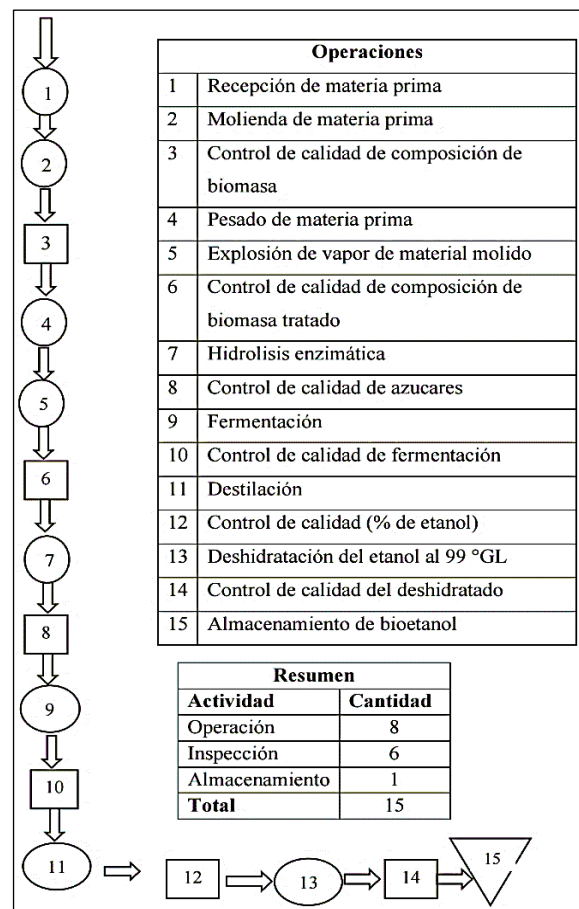 Operaciones
1 Recepción de materia prima
2 Molienda de materia prima
3 Control de calidad de composición de
biomasa
4 Pesado de materia prima
5 Explosión de vapor de material molido
6 Control de calidad de composición de
biomasa tratado
7 Hidrolisis enzimática
8 Control de calidad de azucares
9 Fermentación
10 Control de calidad de fermentación
11 Destilación
12 Control de calidad (% de etanol)
13 Deshidratación del etanol al 99 °GL
14 Control de calidad del deshidratado
15 Almacenamiento de bioetanol
Resumen
Actividad Cantidad
Operación 8
Inspección 6
Almacenamiento 1
Total 15
1
2
3
4
5
6
7
8
9
10
11
12
13
14
15